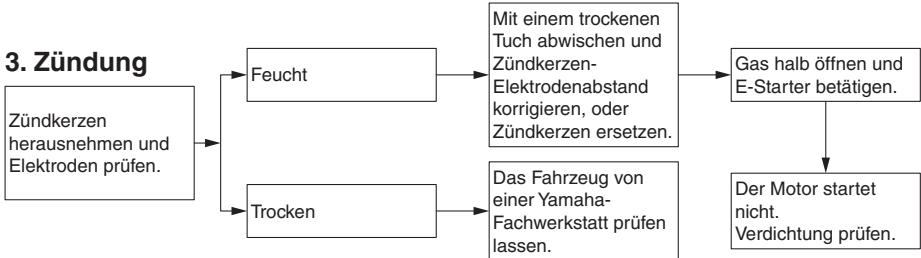 3. Zündung
Zündkerzen
herausnehmen und
Elektroden prüfen.
Feucht
Mit einem trockenen
Tuch abwischen und
Zündkerzen-
Elektrodenabstand
korrigieren, oder
Zündkerzen ersetzen.
Gas halb öffnen und
E-Starter betätigen.
Trocken
Das Fahrzeug von
einer Yamaha-
Fachwerkstatt prüfen
lassen.
Der Motor startet
nicht.
Verdichtung prüfen.